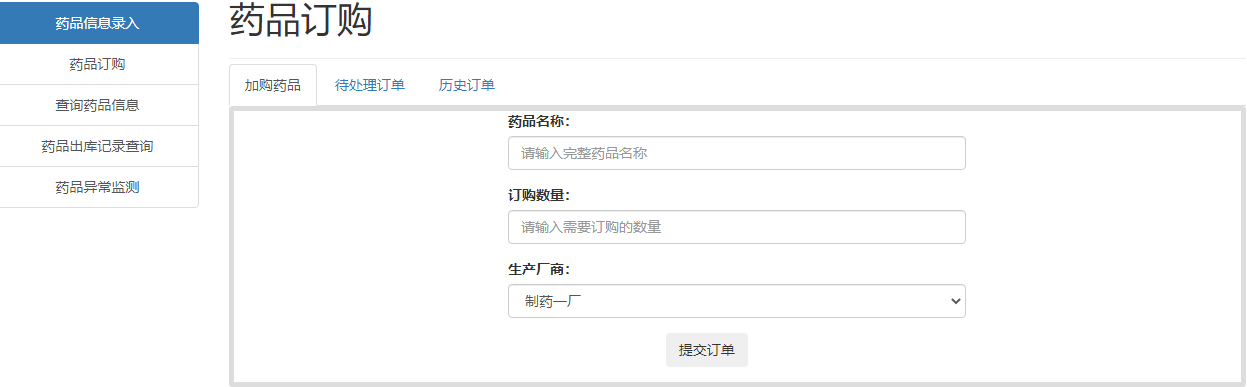 药品信息录入
药品订购
查询药品信息
药品出库记录查询
药品异常监测
药品订购
加购药品 待处理订单 历史订单
药品名称：
请输入完整药品名称
订购数量：
请输入需要订购的数量
生产厂商：
制药一厂
提交订单